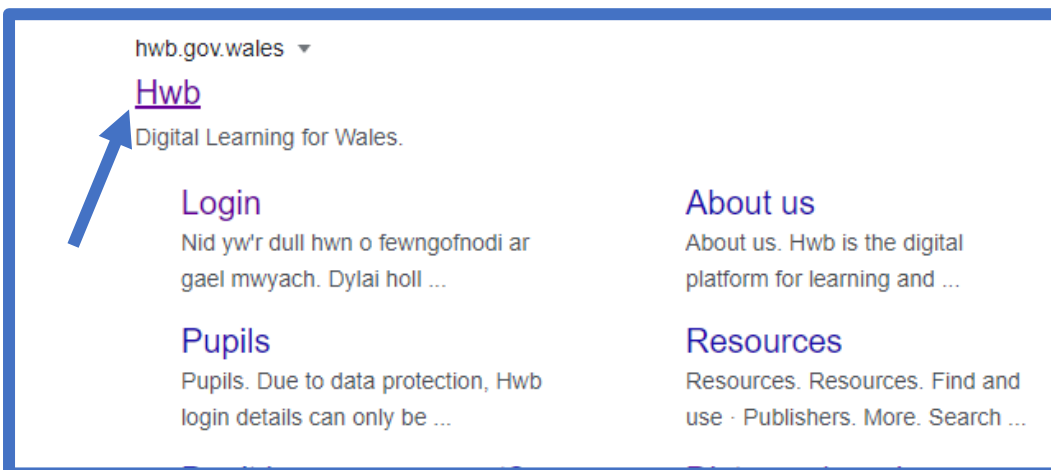 hwb.gov.wales
Hwb
Digital Learning for Wales.
Login
Nid yw'r dull hwn o fewngofnodi ar
gael mwyach. Dylai holl ...
About us
About us. Hwb is the digital
platform for learning and ...
Pupils
Pupils. Due to data protection, Hwb
login details can only be ...
Resources
Resources. Resources. Find and
use · Publishers. More. Search ...